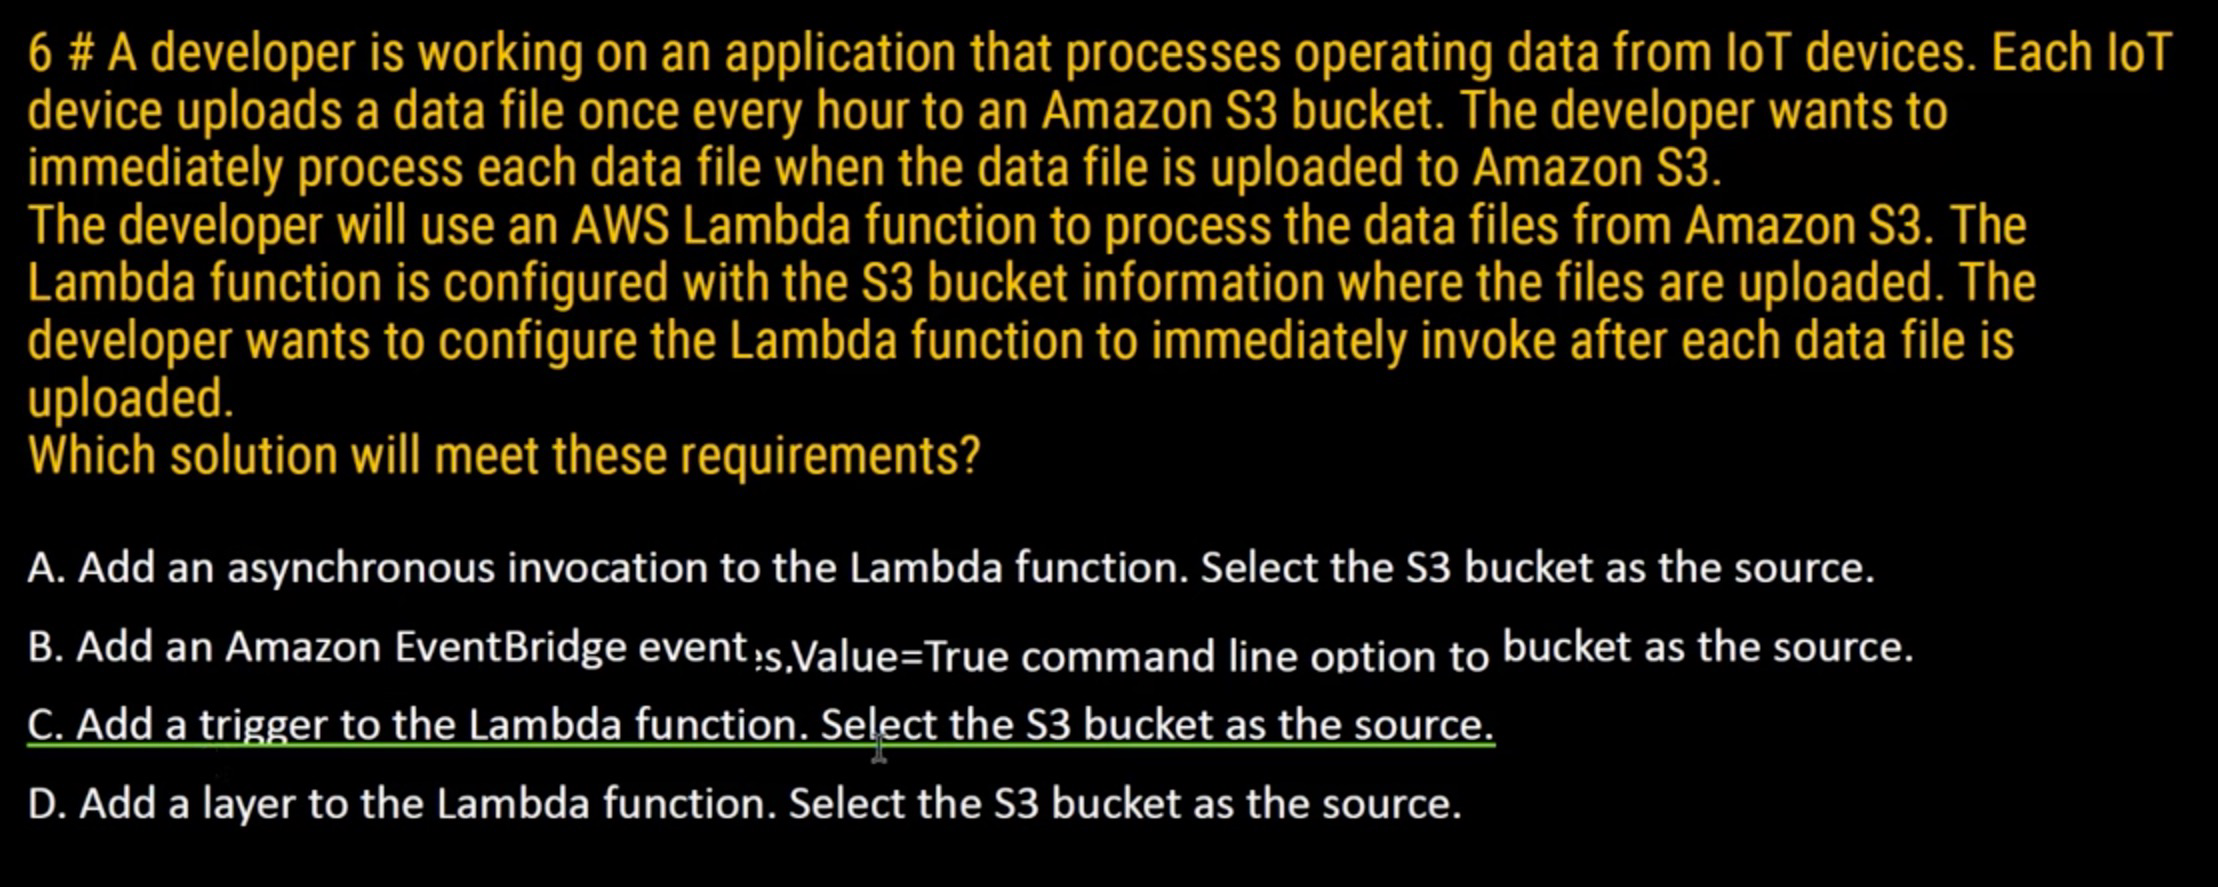 6 # A developer is working on an application that processes operating data from IoT devices. Each IoT
device uploads a data file once every hour to an Amazon S3 bucket. The developer wants to
immediately process each data file when the data file is uploaded to Amazon S3.
The developer will use an AWS Lambda function to process the data files from Amazon S3. The
Lambda function is configured with the S3 bucket information where the files are uploaded. The
developer wants to configure the Lambda function to immediately invoke after each data file is
uploaded.
Which solution will meet these requirements?
A. Add an asynchronous invocation to the Lambda function. Select the S3 bucket as the source.
B. Add an Amazon EventBridge event s,Value=True command line option to bucket as the source.
C. Add a trigger to the Lambda function. Select the S3 bucket as the source.
D. Add a layer to the Lambda function. Select the S3 bucket as the source.